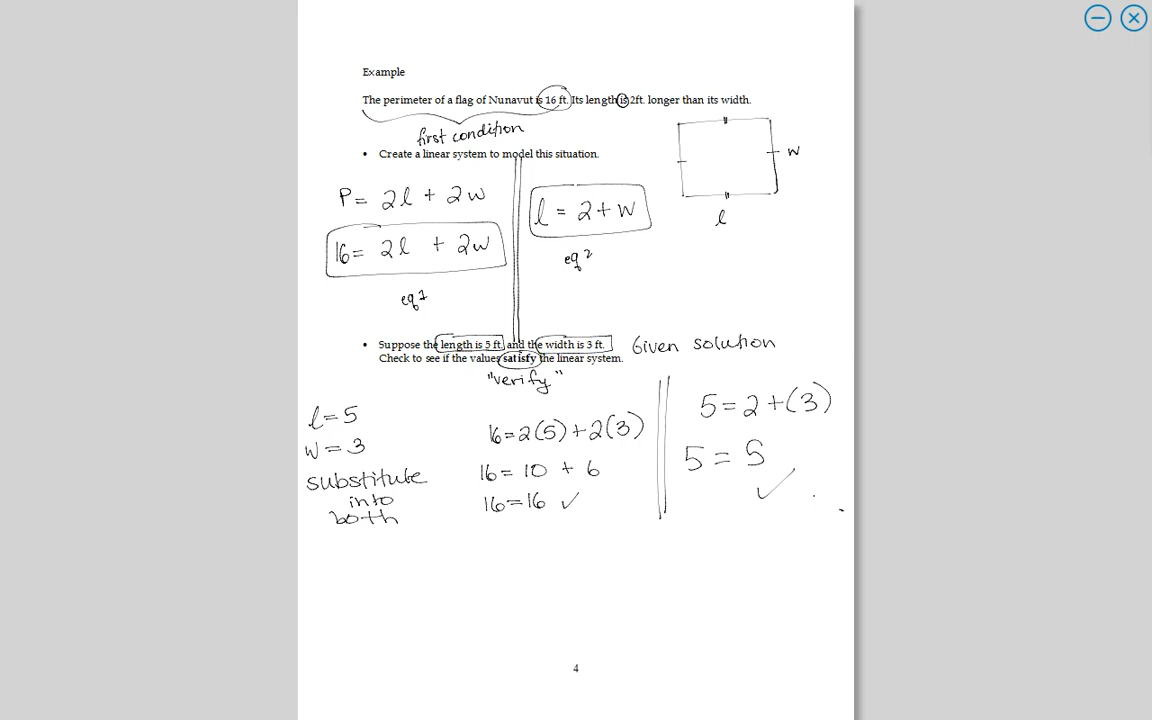 Example
The perimeter of a flag of Nunavut is 16 ft. Its length is 2ft. longer than its width.
first condition
• Create a linear system to model this situation.
w
l
P = 2l + 2w
16 = 2l + 2w
eq 1
l = 2 + w
eq 2
• Suppose the length is 5 ft. and the width is 3 ft.
Check to see if the values satisfy the linear system.
Given solution
"verify"
l = 5
w = 3
substitute
into
both
16 = 2(5) + 2(3)
16 = 10 + 6
16 = 16 ✓
5 = 2 + (3)
5 = 5
✓
4